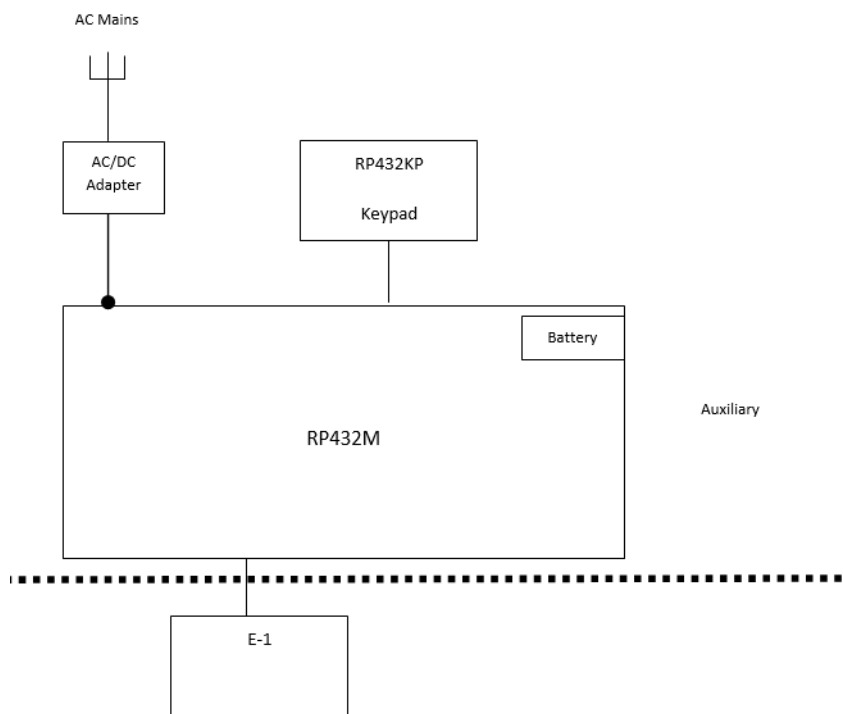 AC Mains
AC/DC
Adapter
RP432KP
Keypad
Battery
Auxiliary
RP432M
E-1